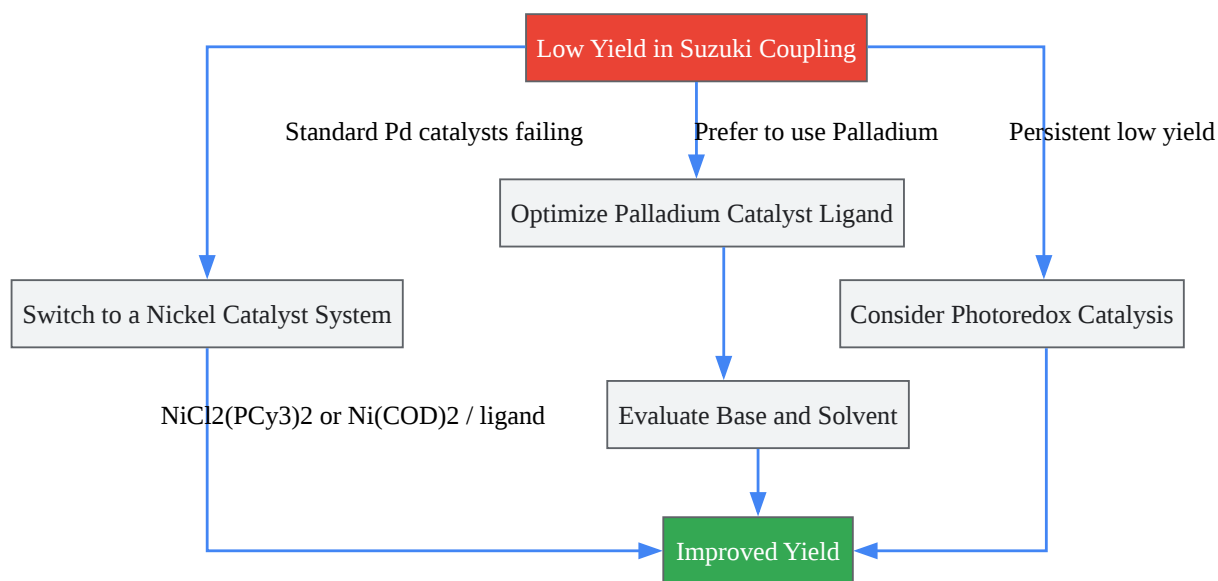 Low Yield in Suzuki Coupling
Standard Pd catalysts failing
Prefer to use Palladium
Persistent low yield
Optimize Palladium Catalyst Ligand
Switch to a Nickel Catalyst System
Consider Photoredox Catalysis
NiCl2(PCy3)2 or Ni(COD)2 / ligand
Evaluate Base and Solvent
Improved Yield